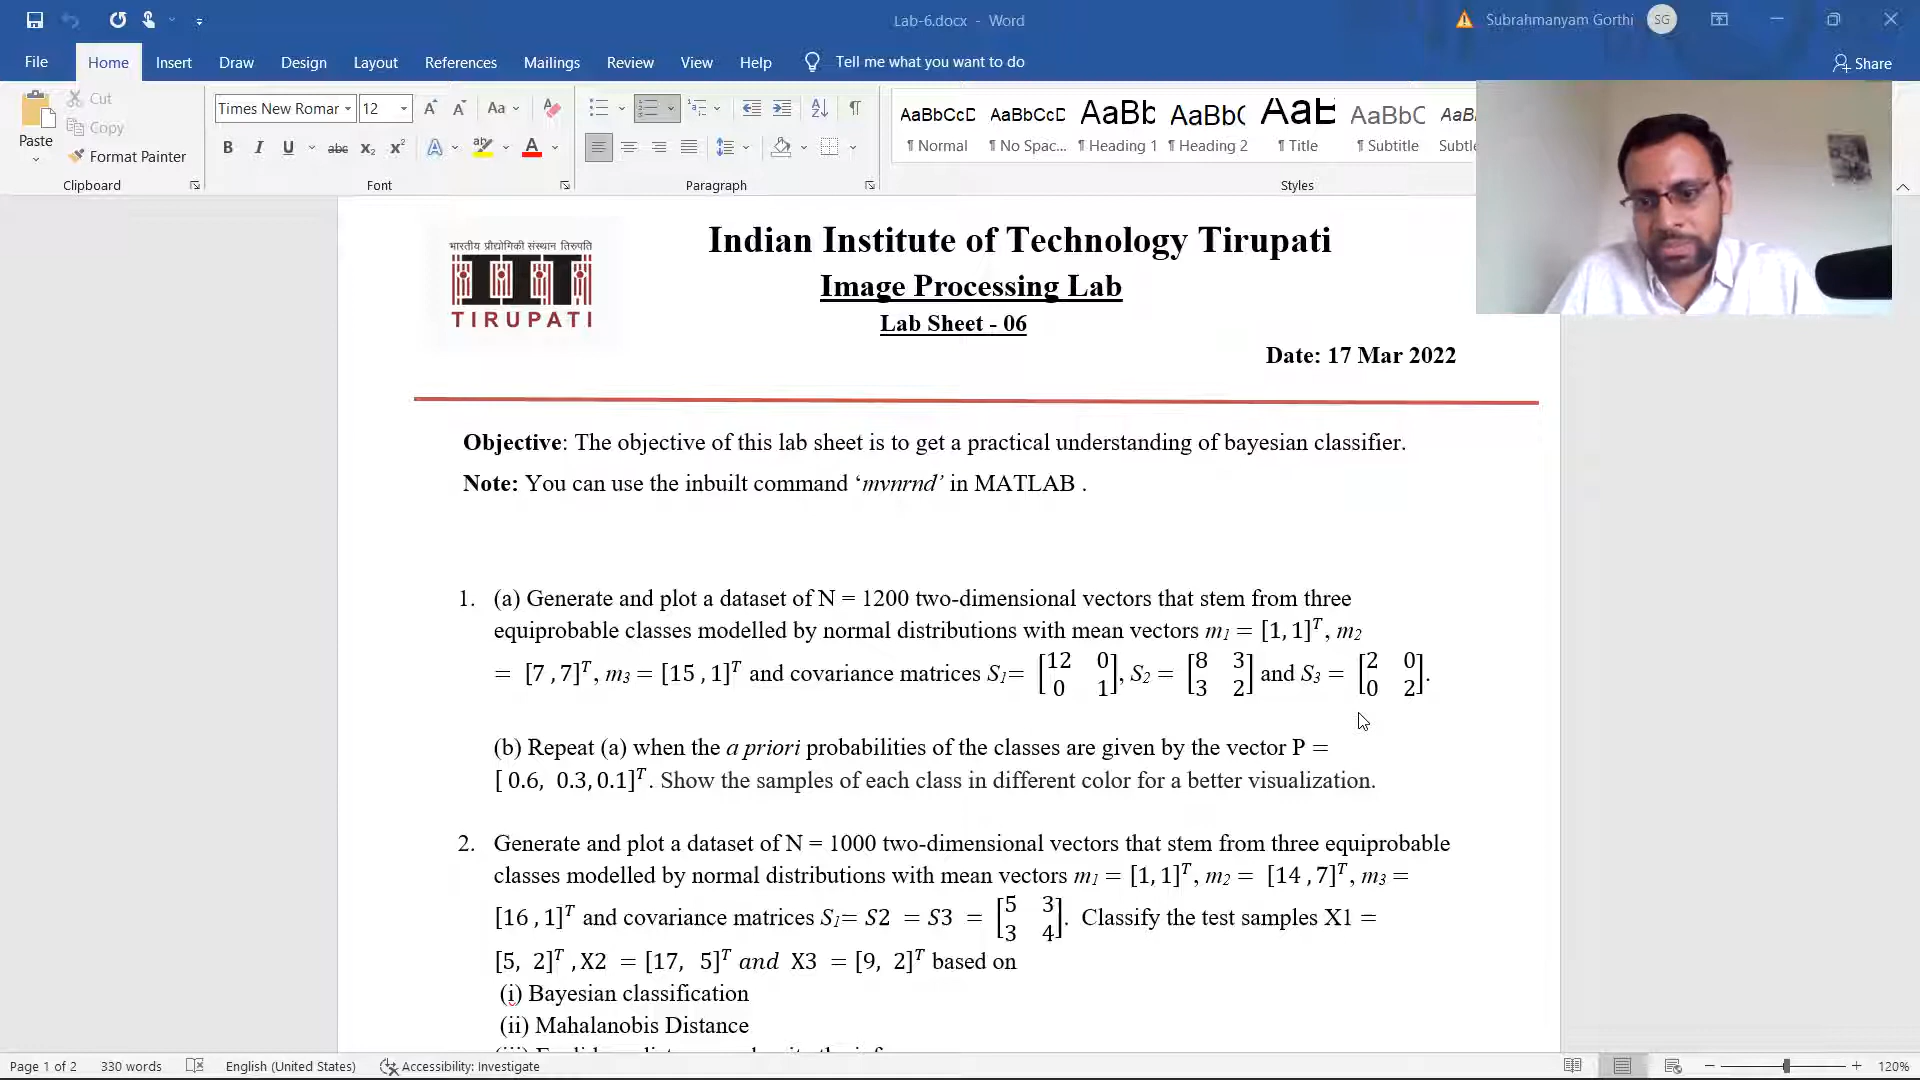 Lab-6.docx - Word
Subrahmanyam Gorthi SG
File Home Insert Draw Design Layout References Mailings Review View Help Tell me what you want to do Share
Paste
Cut
Copy
Format Painter
Clipboard
Times New Roman 12
Font
Paragraph
AaBbCcD AaBbCcD AaBb AaBb( AaB AaBbC AaB
¶ Normal ¶ No Spac... ¶ Heading 1 ¶ Heading 2 ¶ Title ¶ Subtitle Subtle
Styles
भारतीय प्रौद्योगिकी संस्थान तिरुपति
TIRUPATI
Indian Institute of Technology Tirupati
Image Processing Lab
Lab Sheet - 06
Date: 17 Mar 2022
Objective: The objective of this lab sheet is to get a practical understanding of bayesian classifier.
Note: You can use the inbuilt command ‘mvnrnd’ in MATLAB .
1. (a) Generate and plot a dataset of N = 1200 two-dimensional vectors that stem from three
equiprobable classes modelled by normal distributions with mean vectors m1 = [1, 1]^T, m2
= [7 , 7]^T, m3 = [15 , 1]^T and covariance matrices S1= [12 0; 0 1], S2 = [8 3; 3 2] and S3 = [2 0; 0 2].
(b) Repeat (a) when the a priori probabilities of the classes are given by the vector P =
[ 0.6, 0.3, 0.1]^T. Show the samples of each class in different color for a better visualization.
2. Generate and plot a dataset of N = 1000 two-dimensional vectors that stem from three equiprobable
classes modelled by normal distributions with mean vectors m1 = [1, 1]^T, m2 = [14 , 7]^T, m3 =
[16 , 1]^T and covariance matrices S1= S2 = S3 = [5 3; 3 4]. Classify the test samples X1 =
[5, 2]^T , X2 = [17, 5]^T and X3 = [9, 2]^T based on
(i) Bayesian classification
(ii) Mahalanobis Distance
Page 1 of 2 330 words English (United States) Accessibility: Investigate 120%